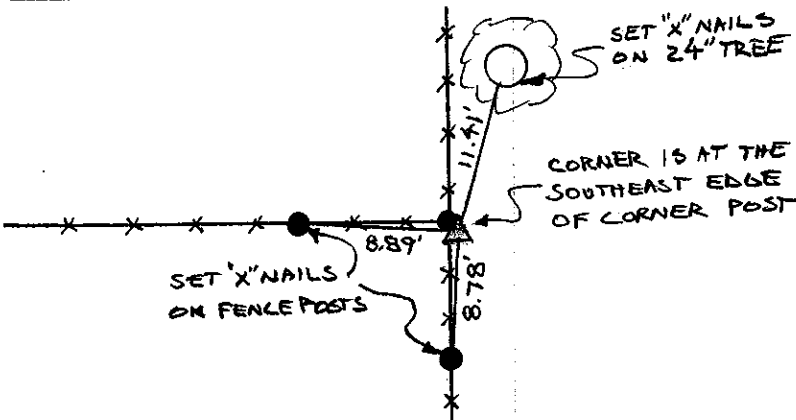 SET "X" NAILS
ON 24" TREE
11.41'
CORNER IS AT THE
SOUTHEAST EDGE
OF CORNER POST
8.89'
8.78'
SET "X" NAILS
ON FENCE POSTS